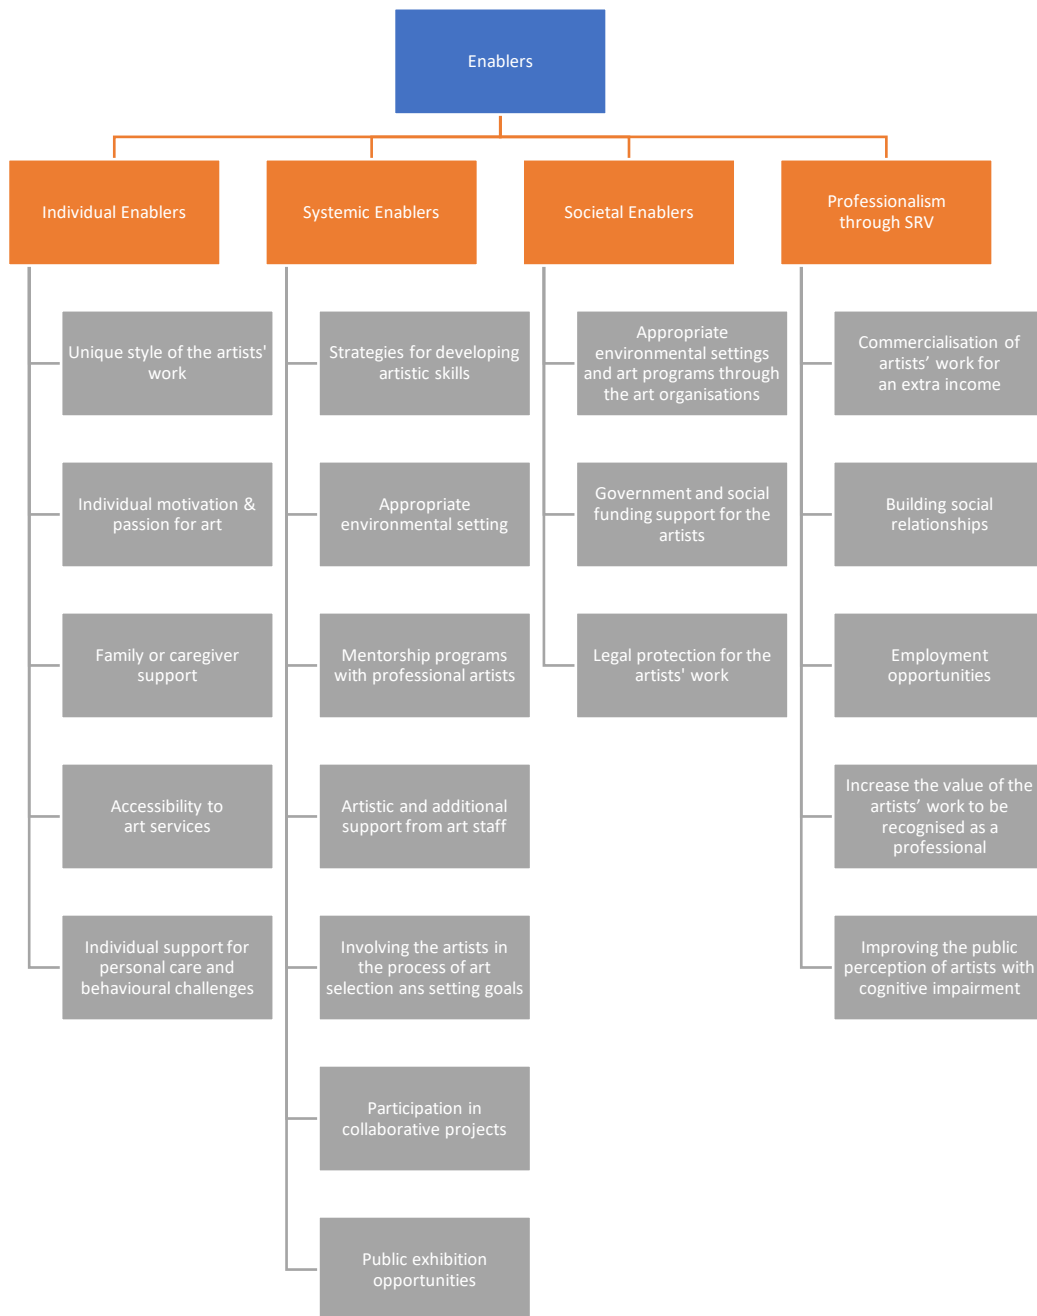 Enablers
Individual Enablers
Systemic Enablers
Societal Enablers
Professionalism
through SRV
Unique style of the artists'
work
Individual motivation &
passion for art
Family or caregiver
support
Accessibility to
art services
Individual support for
personal care and
behavioural challenges
Strategies for developing
artistic skills
Appropriate
environmental setting
Mentorship programs
with professional artists
Artistic and additional
support from art staff
Involving the artists in
the process of art
selection ans setting goals
Participation in
collaborative projects
Public exhibition
opportunities
Appropriate
environmental settings
and art programs through
the art organisations
Government and social
funding support for the
artists
Legal protection for the
artists' work
Commercialisation of
artists’ work for
an extra income
Building social
relationships
Employment
opportunities
Increase the value of the
artists’ work to be
recognised as a
professional
Improving the public
perception of artists with
cognitive impairment